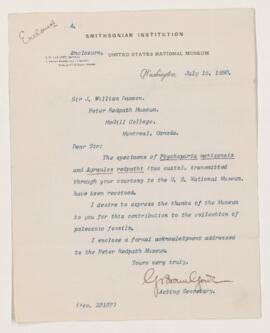 Enclosure A.
SMITHSONIAN INSTITUTION
Enclosure. UNITED STATES NATIONAL MUSEUM
Washington, July 15, 1890.
Sir J. William Dawson,
Peter Redpath Museum,
McGill College,
Montreal, Canada.
Dear Sir:
The specimens of Ptychoparia metisensis and
Agraulos redpathi (two casts), transmitted
through your courtesy to the U. S. National Museum
have been received.
I desire to express the thanks of the Museum
to you for this contribution to the collection of
paleozoic fossils.
I enclose a formal acknowledgment addressed
to the Peter Redpath Museum.
Yours very truly,
Acting Secretary.